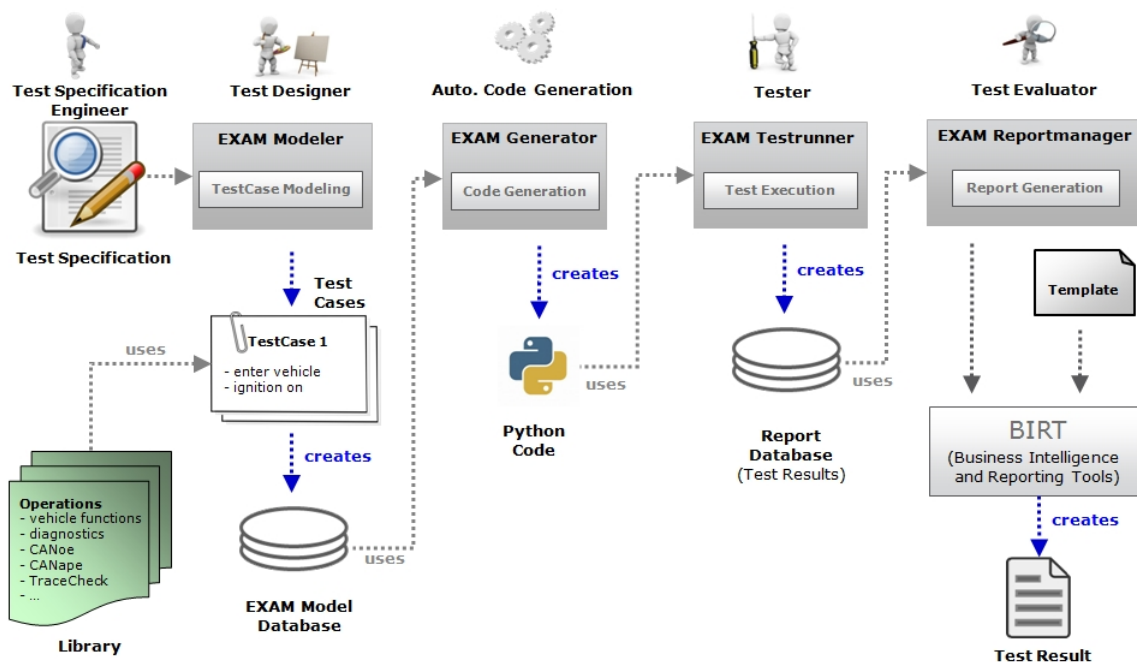 Test Specification
Engineer
Test Designer
Auto. Code Generation
Tester
Test Evaluator
EXAM Modeler
TestCase Modeling
EXAM Generator
Code Generation
EXAM Testrunner
Test Execution
EXAM Reportmanager
Report Generation
Test Specification
Test
Cases
creates
creates
Template
TestCase 1
- enter vehicle
- ignition on
uses
uses
uses
Python
Code
Report
Database
(Test Results)
BIRT
(Business Intelligence
and Reporting Tools)
creates
creates
Operations
- vehicle functions
- diagnostics
- CANoe
- CANape
- TraceCheck
- ...
Library
uses
EXAM Model
Database
Test Result